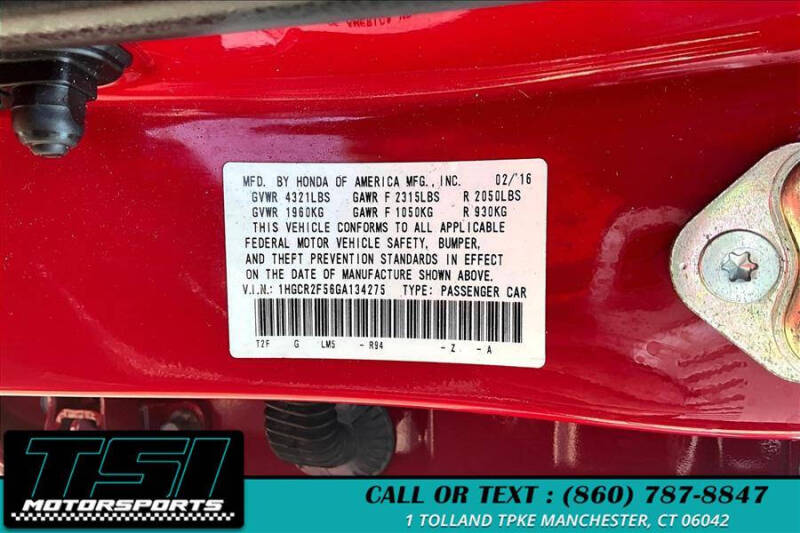 MFD. BY HONDA OF AMERICA MFG., INC. 02/'16
GVWR 4321LBS GAWR F 2315LBS R 2050LBS
GVWR 1960KG GAWR F 1050KG R 930KG
THIS VEHICLE CONFORMS TO ALL APPLICABLE
FEDERAL MOTOR VEHICLE SAFETY, BUMPER,
AND THEFT PREVENTION STANDARDS IN EFFECT
ON THE DATE OF MANUFACTURE SHOWN ABOVE.
V.I.N.: 1HGCR2F56GA134275 TYPE: PASSENGER CAR
T2F G LM5 - R94 - Z - A
TSI
MOTORSPORTS
CALL OR TEXT : (860) 787-8847
1 TOLLAND TPKE MANCHESTER, CT 06042